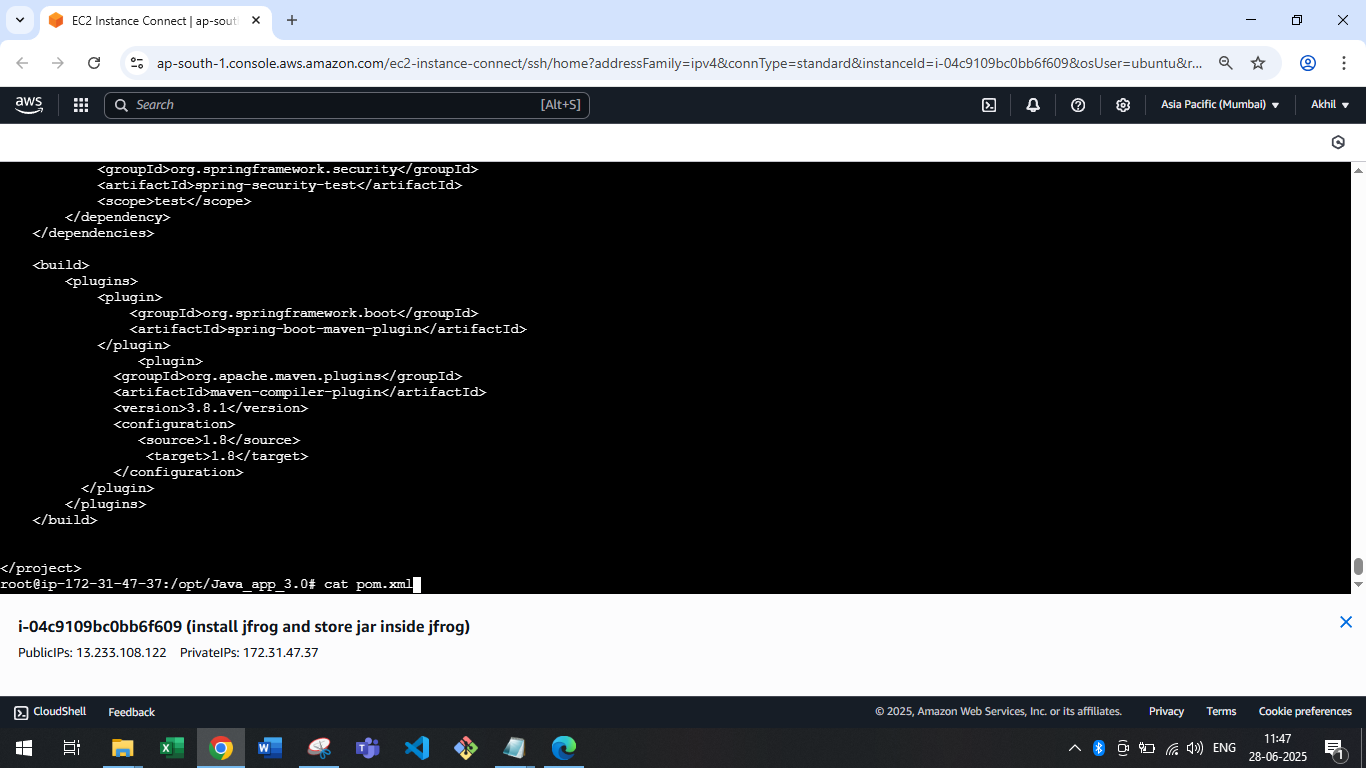 EC2 Instance Connect | ap-sout
ap-south-1.console.aws.amazon.com/ec2-instance-connect/ssh/home?addressFamily=ipv4&connType=standard&instanceId=i-04c9109bc0bb6f609&osUser=ubuntu&r...
aws
Search
[Alt+S]
Asia Pacific (Mumbai)
Akhil
            <groupId>org.springframework.security</groupId>
            <artifactId>spring-security-test</artifactId>
            <scope>test</scope>
        </dependency>
    </dependencies>
    <build>
        <plugins>
            <plugin>
                <groupId>org.springframework.boot</groupId>
                <artifactId>spring-boot-maven-plugin</artifactId>
            </plugin>
                 <plugin>
              <groupId>org.apache.maven.plugins</groupId>
              <artifactId>maven-compiler-plugin</artifactId>
              <version>3.8.1</version>
              <configuration>
                 <source>1.8</source>
                  <target>1.8</target>
              </configuration>
          </plugin>
        </plugins>
    </build>
</project>
root@ip-172-31-47-37:/opt/Java_app_3.0# cat pom.xml
i-04c9109bc0bb6f609 (install jfrog and store jar inside jfrog)
PublicIPs: 13.233.108.122 PrivateIPs: 172.31.47.37
CloudShell
Feedback
© 2025, Amazon Web Services, Inc. or its affiliates.
Privacy
Terms
Cookie preferences
ENG
11:47
28-06-2025
1